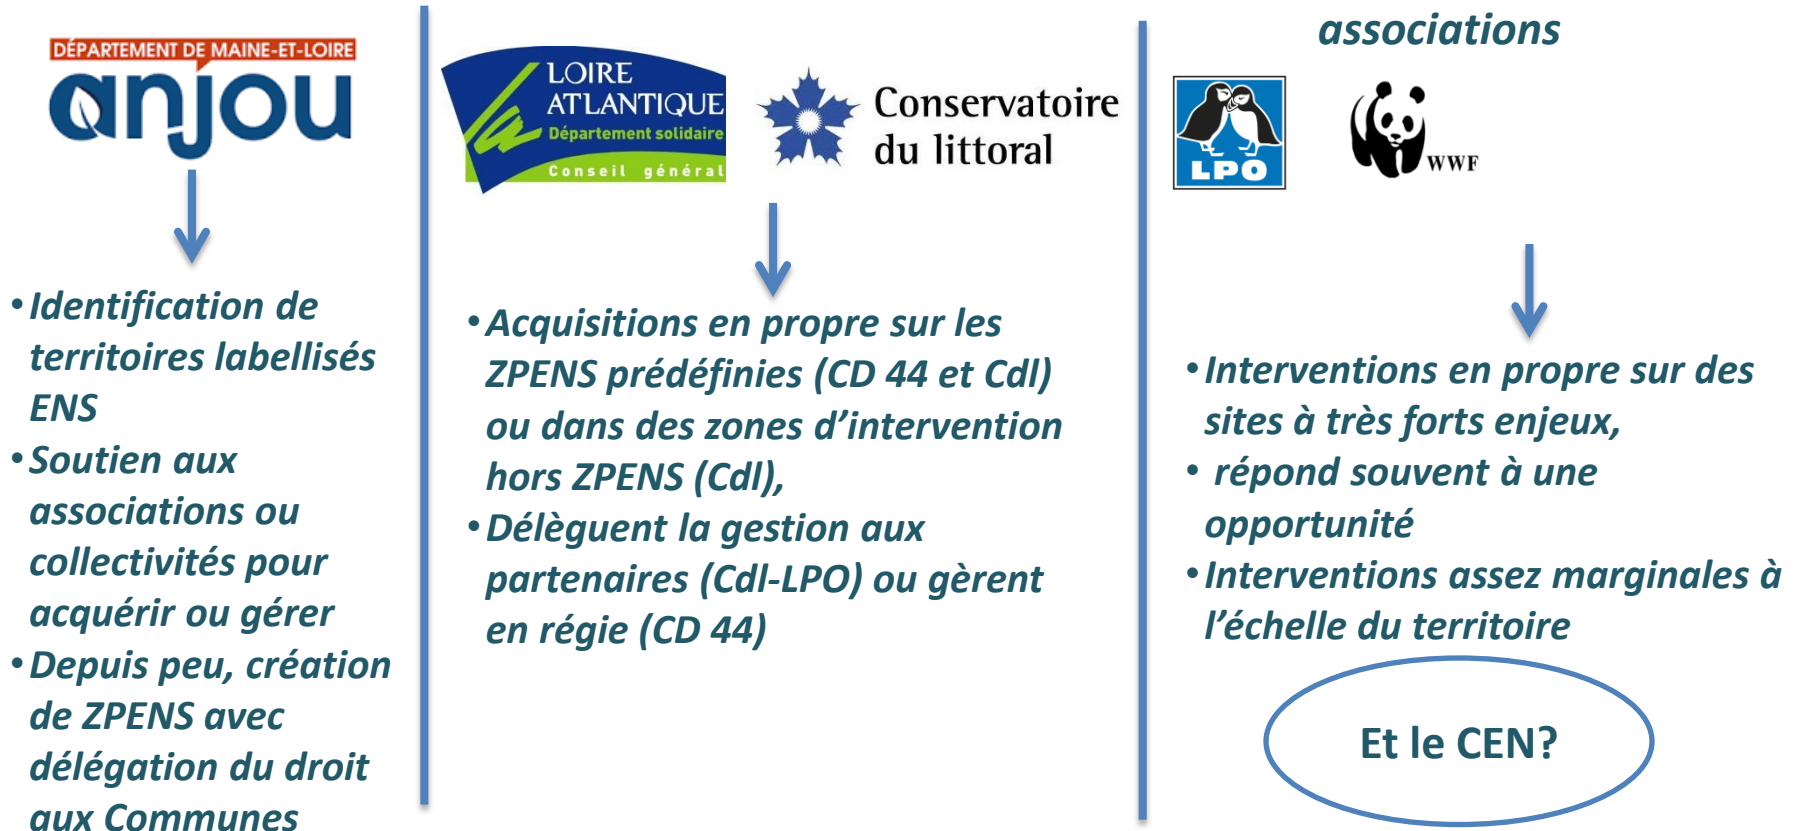 DÉPARTEMENT DE MAINE-ET-LOIRE
anjou
•Identification de
territoires labellisés
ENS
•Soutien aux
associations ou
collectivités pour
acquérir ou gérer
•Depuis peu, création
de ZPENS avec
délégation du droit
aux Communes
LOIRE
ATLANTIQUE
Département solidaire
Conseil général
Conservatoire
du littoral
•Acquisitions en propre sur les
ZPENS prédéfinies (CD 44 et Cdl)
ou dans des zones d’intervention
hors ZPENS (Cdl),
•Délèguent la gestion aux
partenaires (Cdl-LPO) ou gèrent
en régie (CD 44)
associations
LPO
WWF
•Interventions en propre sur des
sites à très forts enjeux,
• répond souvent à une
opportunité
•Interventions assez marginales à
l’échelle du territoire
Et le CEN?